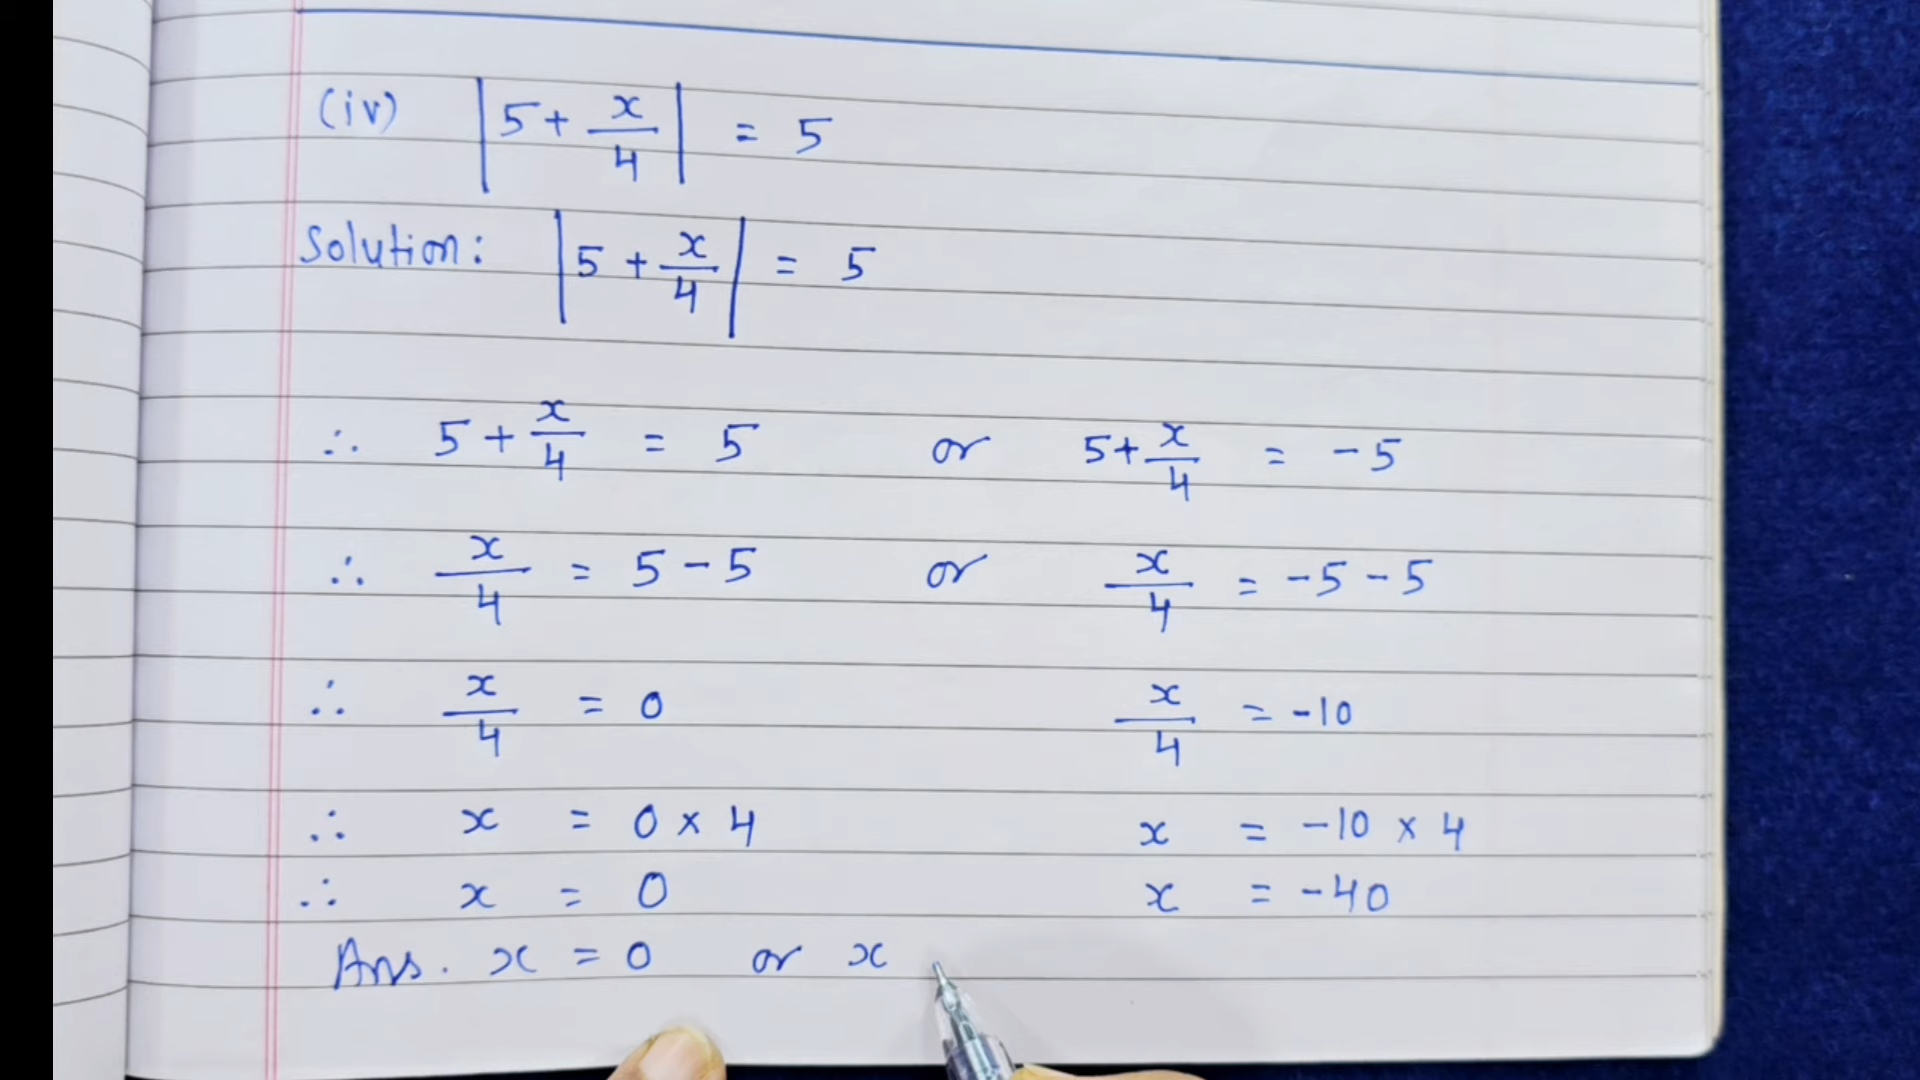 (iv) |5 + x/4| = 5
Solution: |5 + x/4| = 5
∴ 5 + x/4 = 5 or 5 + x/4 = -5
∴ x/4 = 5 - 5 or x/4 = -5 - 5
∴ x/4 = 0 x/4 = -10
∴ x = 0 × 4 x = -10 × 4
∴ x = 0 x = -40
Ans. x = 0 or x